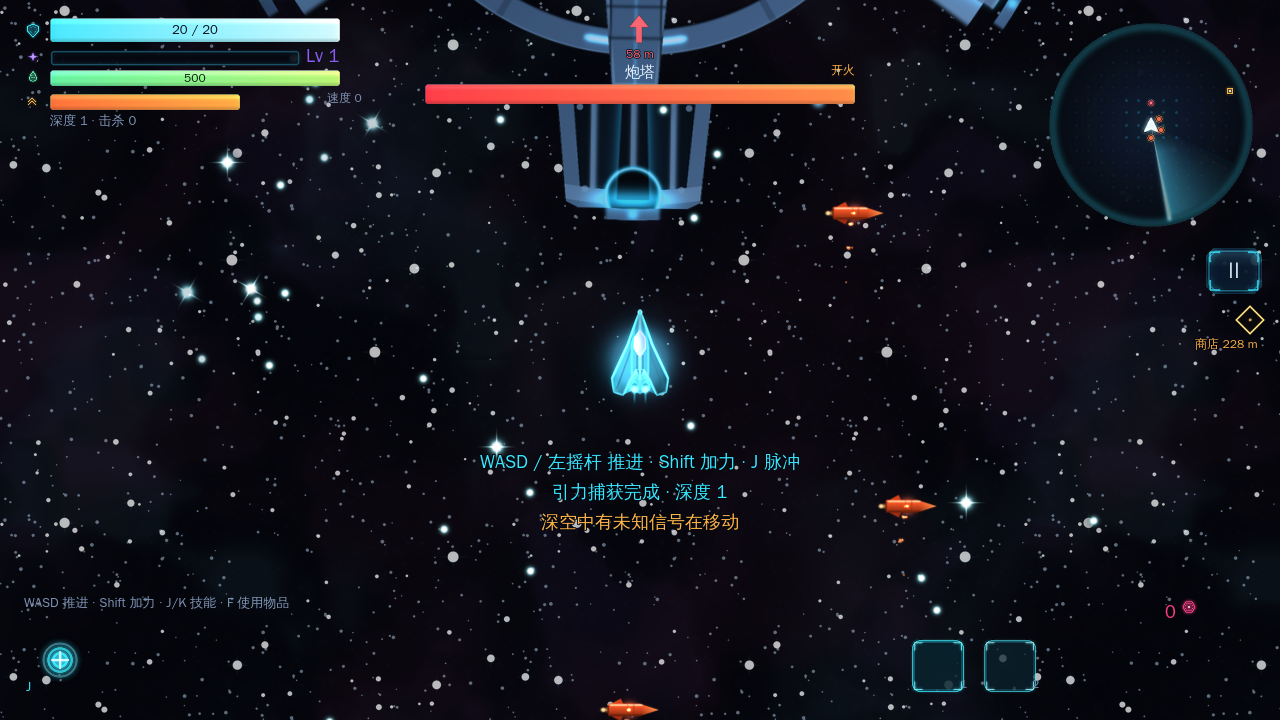 20 / 20
Lv 1
500
速度 0
深度 1 · 击杀 0
58 m
炮塔
开火
商店 228 m
WASD / 左摇杆 推进 · Shift 加力 · J 脉冲
引力捕获完成 · 深度 1
深空中有未知信号在移动
WASD 推进 · Shift 加力 · J/K 技能 · F 使用物品
0
J